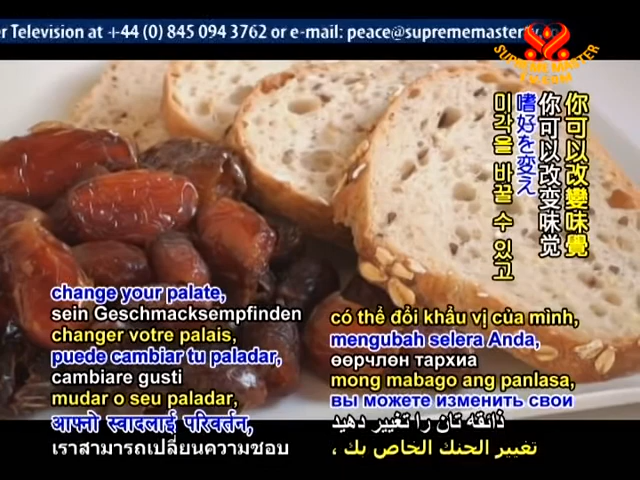 er Television at +44 (0) 845 094 3762 or e-mail: peace@suprememastertv.co
SUPREME MASTER
你可以改變味覺
你可以改变味觉
嗜好を変え
미각을 바꿀 수 있고
change your palate,
sein Geschmacksempfinden
changer votre palais,
puede cambiar tu paladar,
cambiare gusti
mudar o seu paladar,
आफ्नो स्वादलाई परिवर्तन,
เราสามารถเปลี่ยนความชอบ
có thể đổi khẩu vị của mình,
mengubah selera Anda,
өөрчлөн тархиа
mong mabago ang panlasa,
вы можете изменить свои
ذائقه تان را تغییر دهید
تغيير الحنك الخاص بك ،